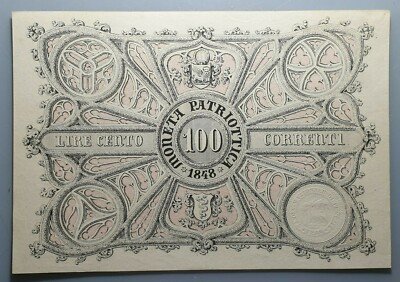 MONETA PATRIOTTICA
LIRE CENTO 100 CORRENTI
1848